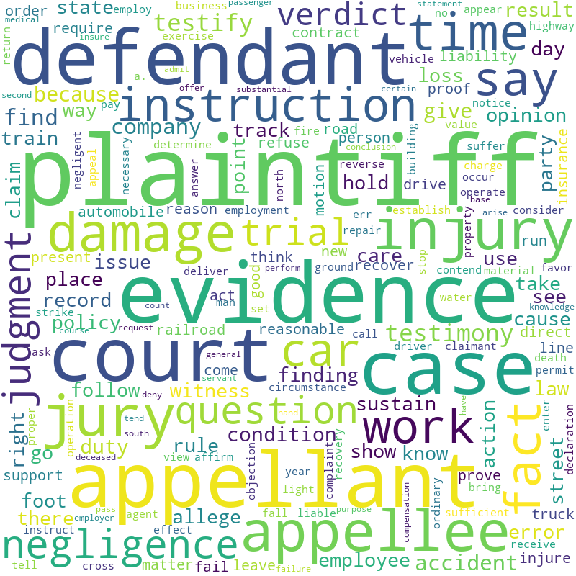 medical order employ business passenger statement no appear highway
return insure state verdict exercise contract time result
defendant
second require admit testify a. offer substantial vehicle certain notice day
because loss proof liability value
find way instruction say
train company give opinion
claim negligent appeal necessary track fire road person conclusion building suffer party insurance
plaintiff
determine point refuse motion reverse hold drive occur charge operate base
automobile reason answer employment north err establish arise consider property
damage trial injury
present issue think new repair stop run
judgment place deliver perform act man good set ground care recover contend material use favor
evidence
record count water take see knowledge
strike course policy request railroad reasonable call driver claimant testimony cause direct line
court car case
ask general circumstance death permit
deny servant follow witness finding sustain law
jury question work fact
proper operation tend south duty rule condition show know action have street enter declaration
right go
support deceased view affirm objection year complaint recovery prove bring sufficient
appellant
foot there pass employer instruct agent allege effect light fall liable purpose compensation ordinary truck error receive
negligence appellee
employee accident injure
tell cross matter fail leave failure